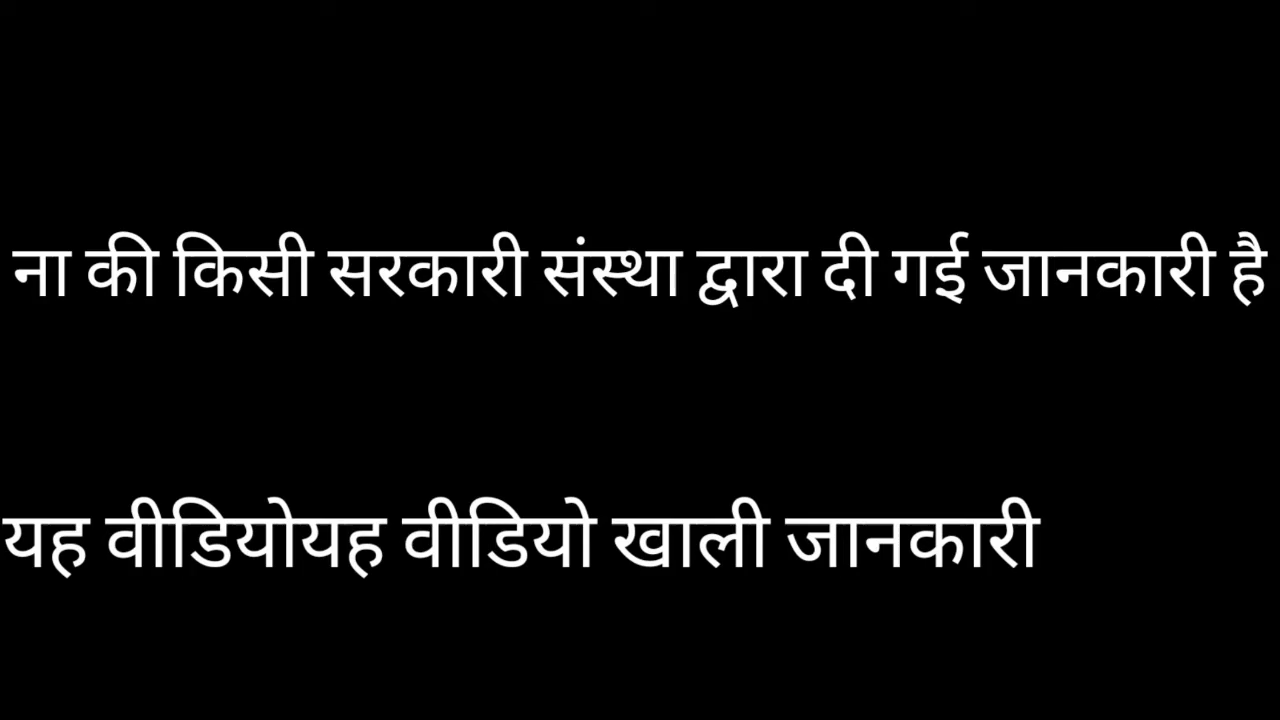 ना की किसी सरकारी संस्था द्वारा दी गई जानकारी है
यह वीडियोयह वीडियो खाली जानकारी